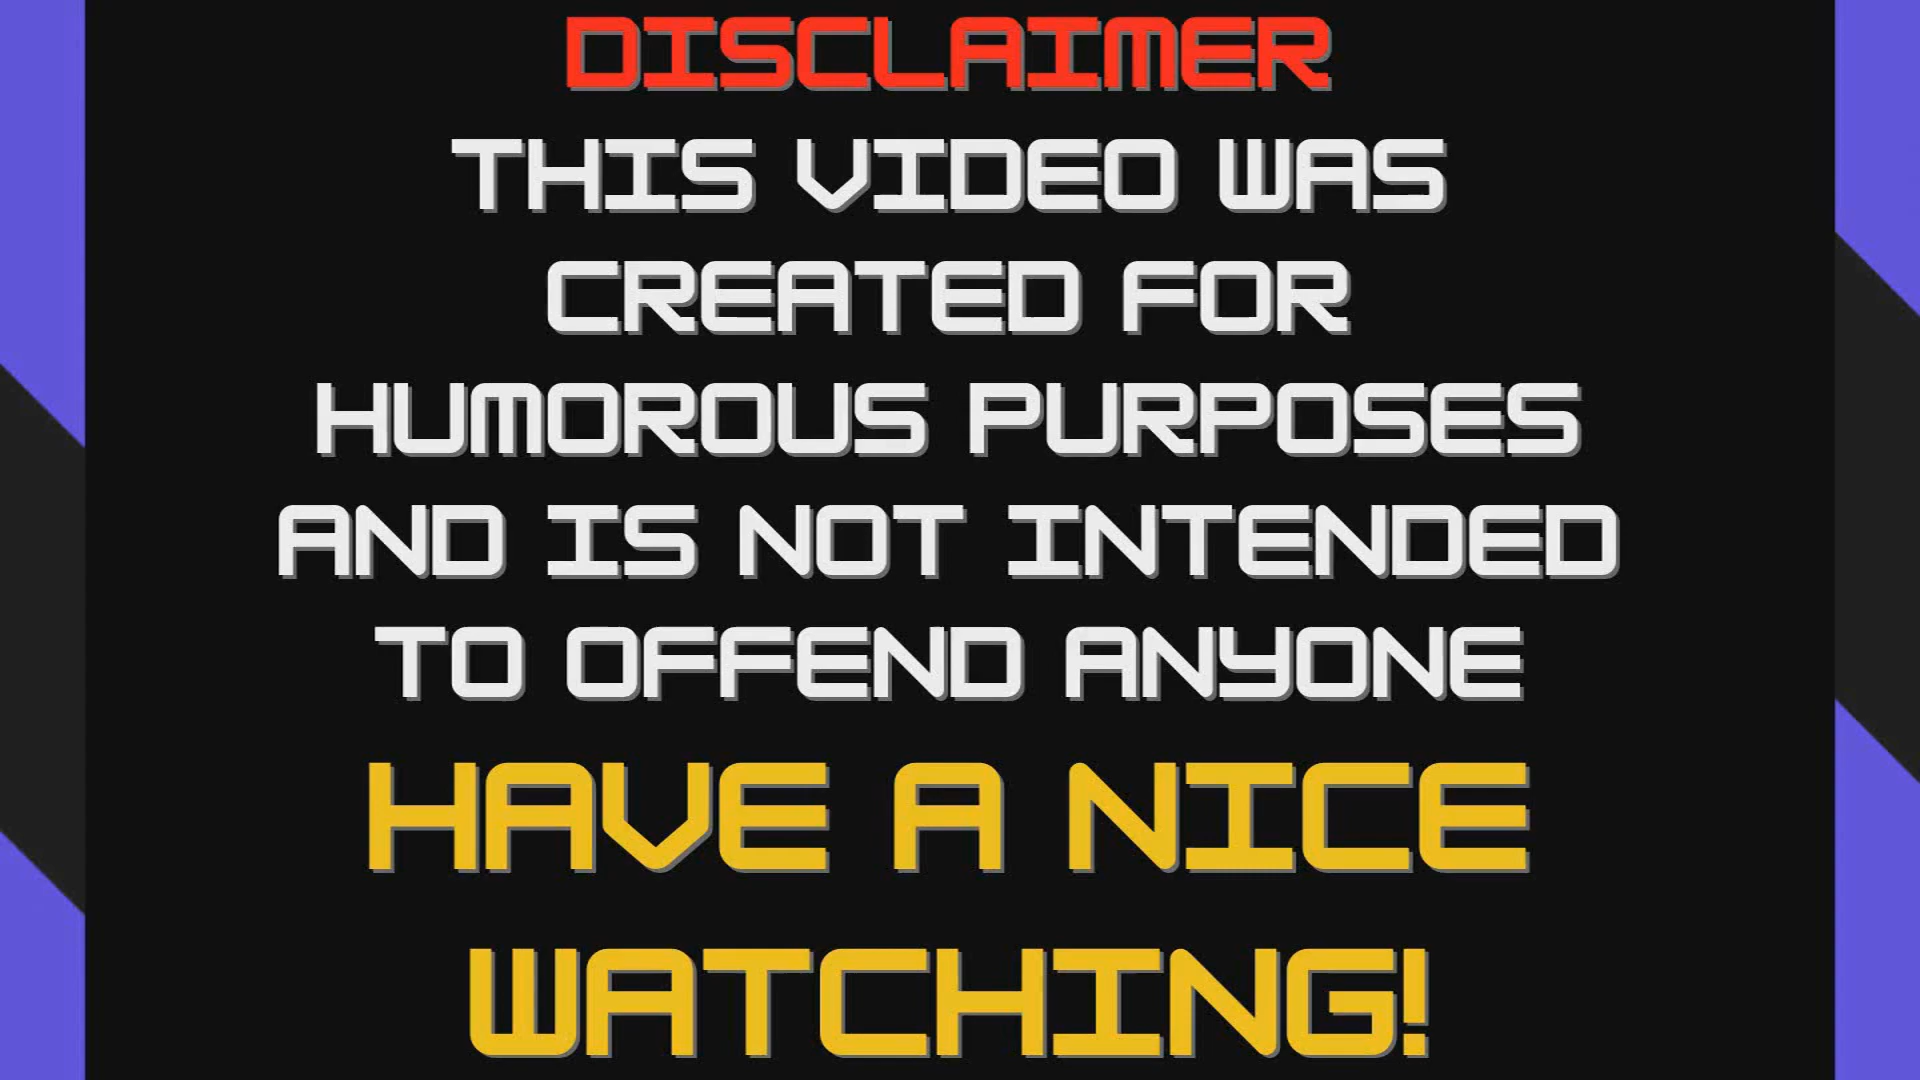 DISCLAIMER
THIS VIDEO WAS
CREATED FOR
HUMOROUS PURPOSES
AND IS NOT INTENDED
TO OFFEND ANYONE
HAVE A NICE
WATCHING!